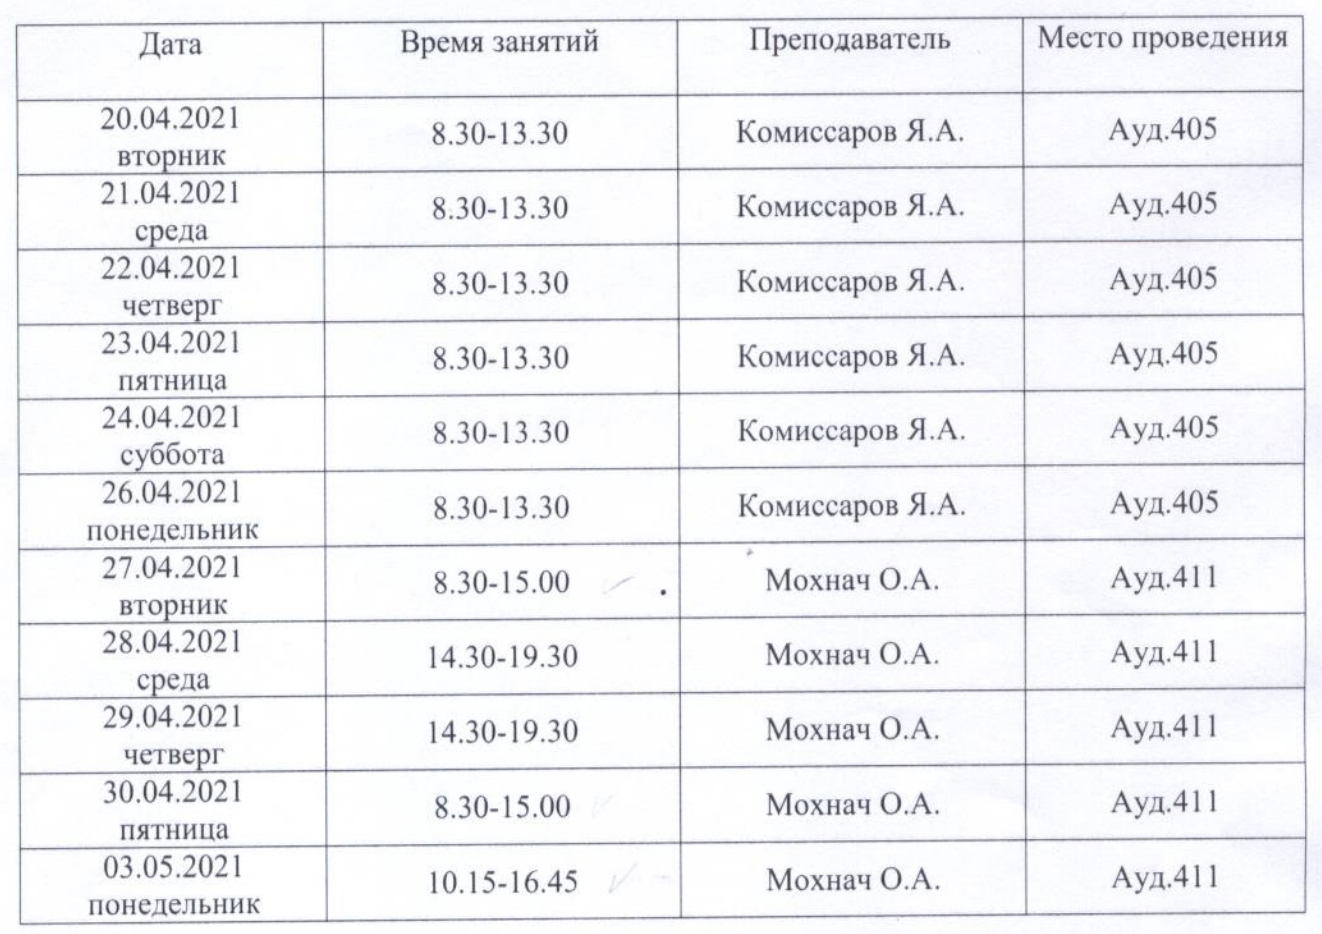 Дата Время занятий Преподаватель Место проведения
20.04.2021
вторник 8.30-13.30 Комиссаров Я.А. Ауд.405
21.04.2021
среда 8.30-13.30 Комиссаров Я.А. Ауд.405
22.04.2021
четверг 8.30-13.30 Комиссаров Я.А. Ауд.405
23.04.2021
пятница 8.30-13.30 Комиссаров Я.А. Ауд.405
24.04.2021
суббота 8.30-13.30 Комиссаров Я.А. Ауд.405
26.04.2021
понедельник 8.30-13.30 Комиссаров Я.А. Ауд.405
27.04.2021
вторник 8.30-15.00 Мохнач О.А. Ауд.411
28.04.2021
среда 14.30-19.30 Мохнач О.А. Ауд.411
29.04.2021
четверг 14.30-19.30 Мохнач О.А. Ауд.411
30.04.2021
пятница 8.30-15.00 Мохнач О.А. Ауд.411
03.05.2021
понедельник 10.15-16.45 Мохнач О.А. Ауд.411